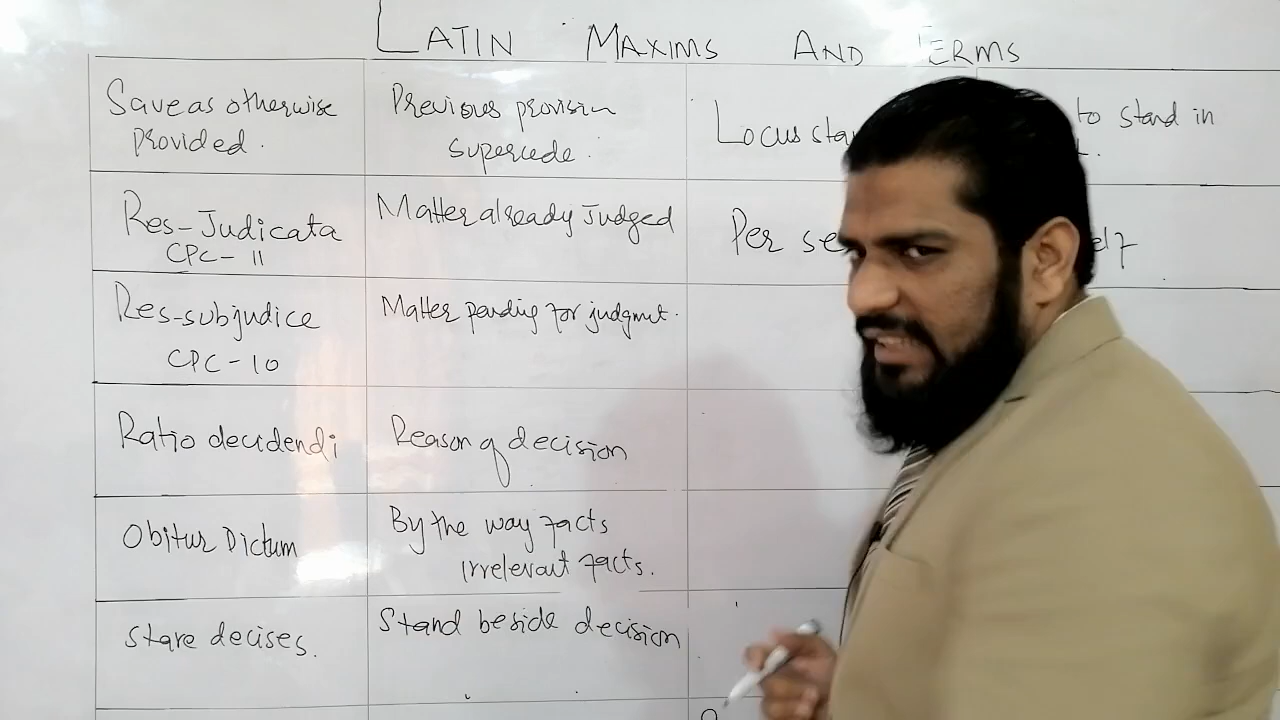 LATIN MAXIMS AND TERMS
Save as otherwise
provided.
Previous provision
supercede.
Locus
to stand in
Res-Judicata
CPC-11
Matter already Judged
Per se
Res-subjudice
CPC-10
Matter pending for judgmut.
Ratio decidendi
Reason of decision
Obitur Dictum
By the way facts
irrelevant facts.
Stare decises.
Stand beside decision